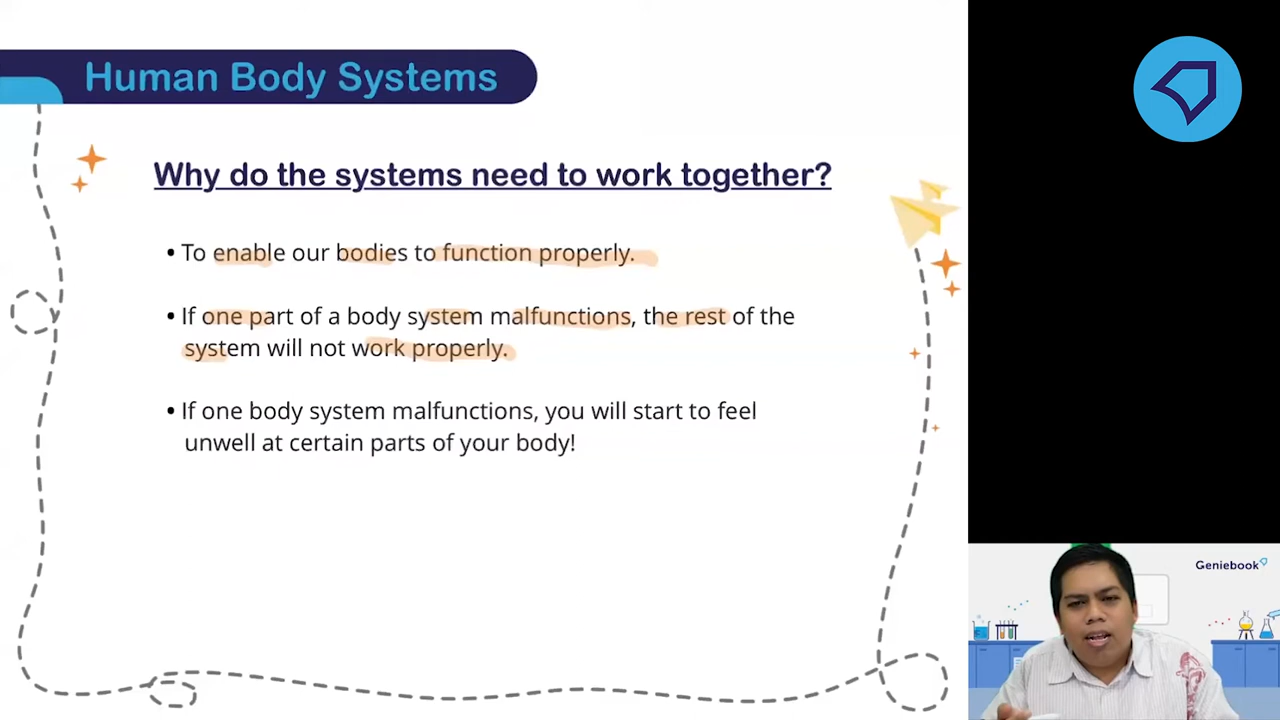 Human Body Systems
Why do the systems need to work together?
• To enable our bodies to function properly.
• If one part of a body system malfunctions, the rest of the
system will not work properly.
• If one body system malfunctions, you will start to feel
unwell at certain parts of your body!
Geniebook